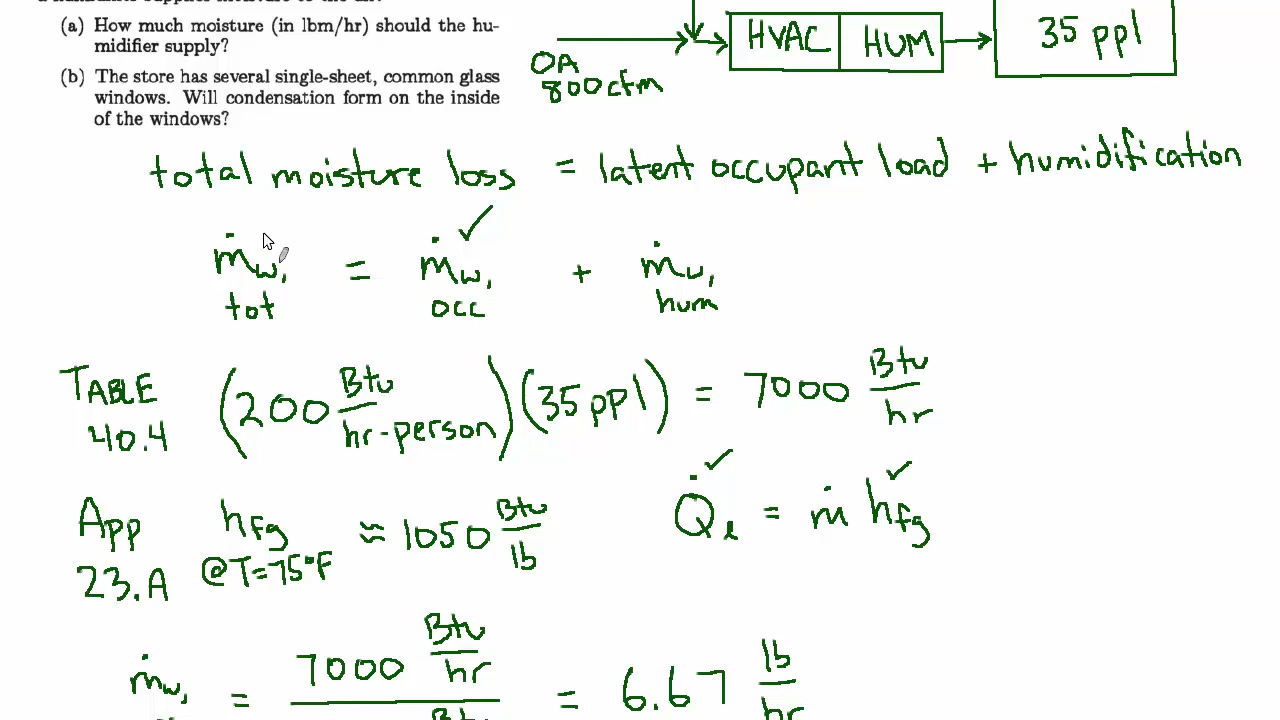 (a) How much moisture (in lbm/hr) should the hu-
midifier supply?
(b) The store has several single-sheet, common glass
windows. Will condensation form on the inside
of the windows?
HVAC HUM
35 ppl
OA
800 cfm
total moisture loss = latent occupant load + humidification
ṁw, = ṁw, + ṁw,
tot occ hum
TABLE
40.4
(200 Btu/hr-person)(35 ppl) = 7000 Btu/hr
Q̇l = ṁ hfg
App
23.A
hfg ≈ 1050 Btu/lb
@T=75°F
ṁw, = 7000 Btu/hr = 6.67 lb/hr
Btu